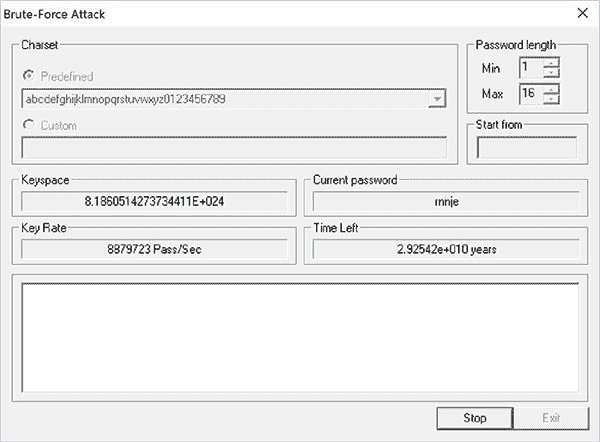 Brute-Force Attack
Charset
Predefined
abcdefghijklmnopqrstuvwxyz0123456789
Custom
Password length
Min 1
Max 16
Start from
Keyspace
8.1860514273734411E+024
Current password
rnnje
Key Rate
8879723 Pass/Sec
Time Left
2.92542e+010 years
Stop
Exit